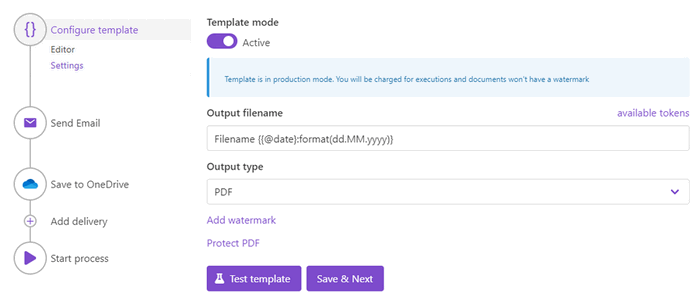 Configure template
Editor
Settings
Send Email
Save to OneDrive
Add delivery
Start process
Template mode
Active
Template is in production mode. You will be charged for executions and documents won't have a watermark
Output filename
available tokens
Filename {{@date}:format(dd.MM.yyyy)}
Output type
PDF
Add watermark
Protect PDF
Test template
Save & Next